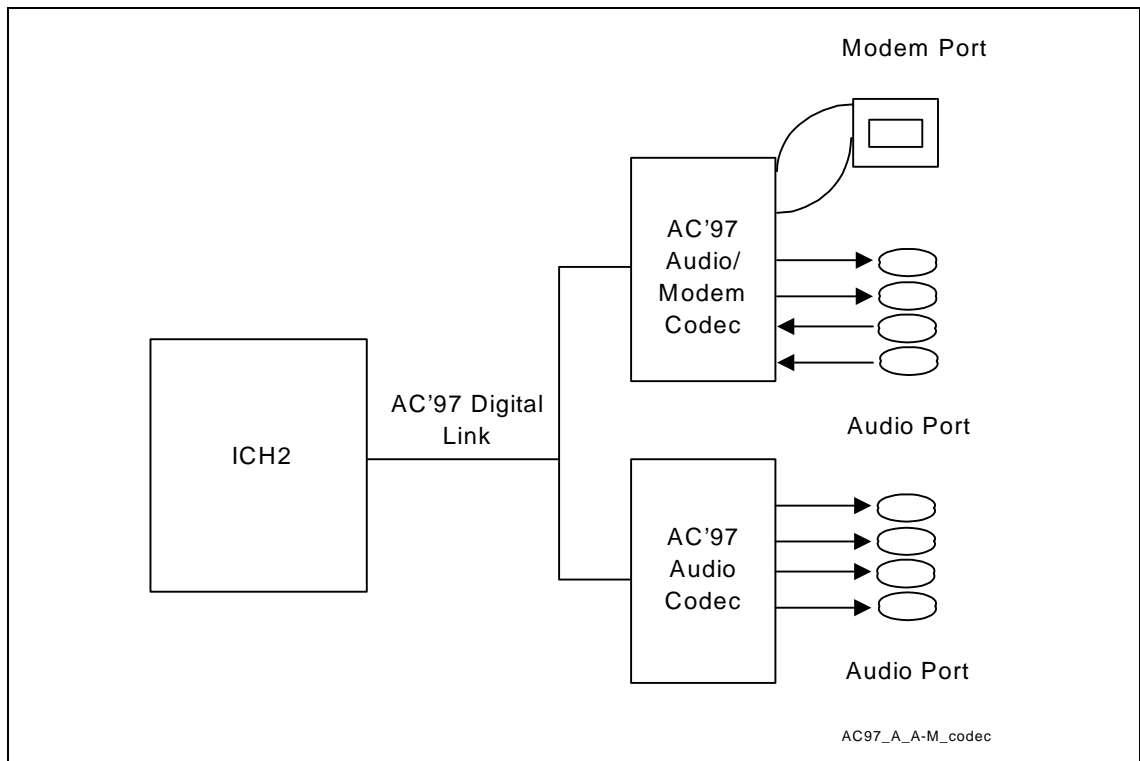 Modem Port
AC'97
Audio/
Modem
Codec
AC'97 Digital
Link
Audio Port
ICH2
AC'97
Audio
Codec
Audio Port
AC97_A_A-M_codec